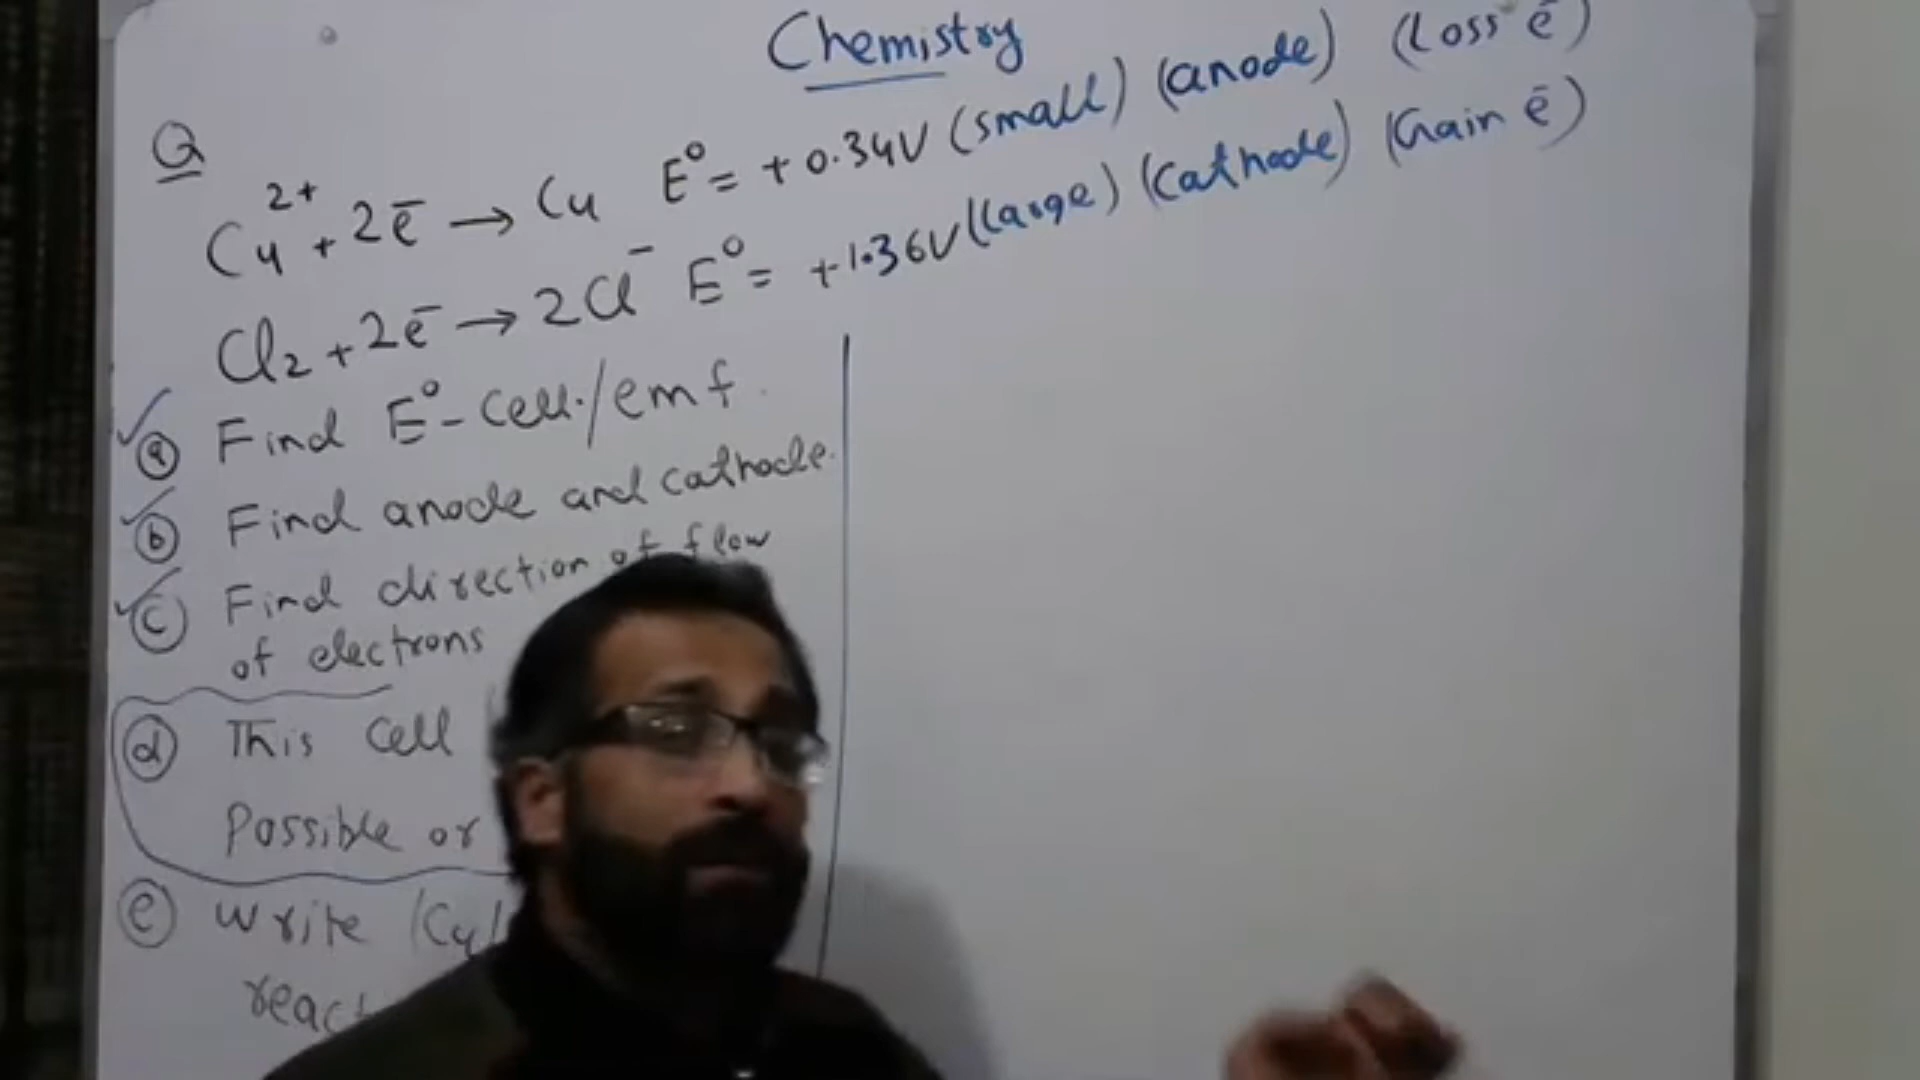 Chemistry
Q
Cu²⁺ + 2ē → Cu E° = +0.34V (small) (anode) (Loss ē)
Cl₂ + 2ē → 2Cl⁻ E° = +1.36V (Large) (Cathode) (Gain ē)
ⓐ Find E°-Cell./emf.
ⓑ Find anode and cathode.
ⓒ Find direction of flow
of electrons
ⓓ This Cell
Possible or
ⓔ write